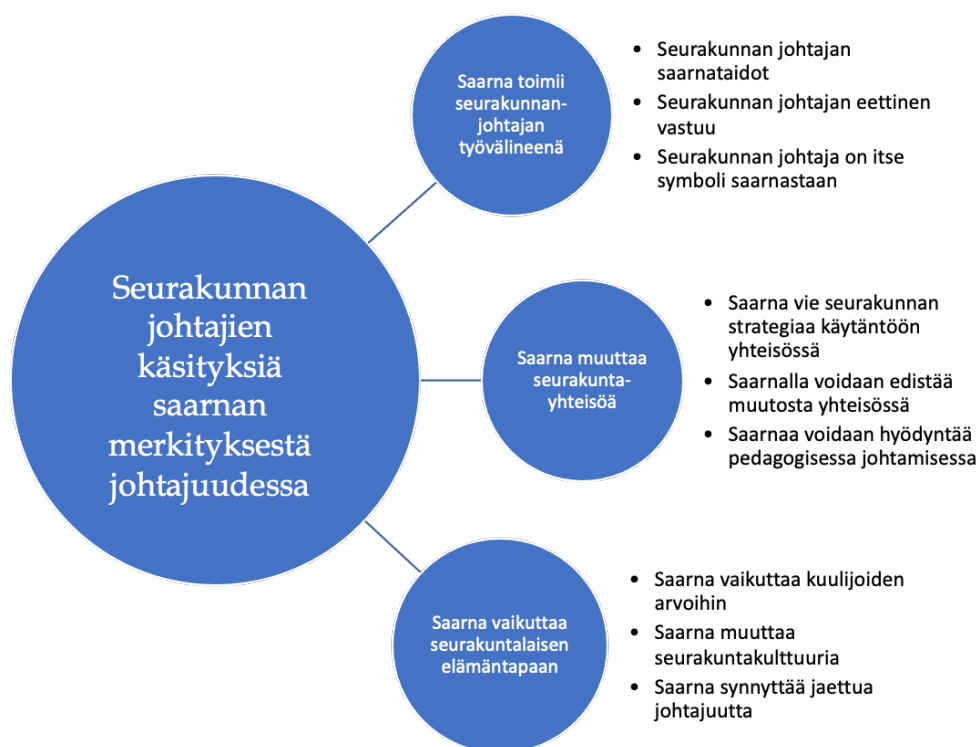 Seurakunnan
johtajien
käsityksiä
saarnan
merkityksestä
johtajuudessa
Saarna toimii
seurakunnan-
johtajan
työvälineenä
• Seurakunnan johtajan
saarnataidot
• Seurakunnan johtajan eettinen
vastuu
• Seurakunnan johtaja on itse
symboli saarnastaan
Saarna muuttaa
seurakunta-
yhteisöä
• Saarna vie seurakunnan
strategiaa käytäntöön
yhteisössä
• Saarnalla voidaan edistää
muutosta yhteisössä
• Saarnaa voidaan hyödyntää
pedagogisessa johtamisessa
Saarna vaikuttaa
seurakuntalaisen
elämäntapaan
• Saarna vaikuttaa kuulijoiden
arvoihin
• Saarna muuttaa
seurakuntakulttuuria
• Saarna synnyttää jaettua
johtajuutta